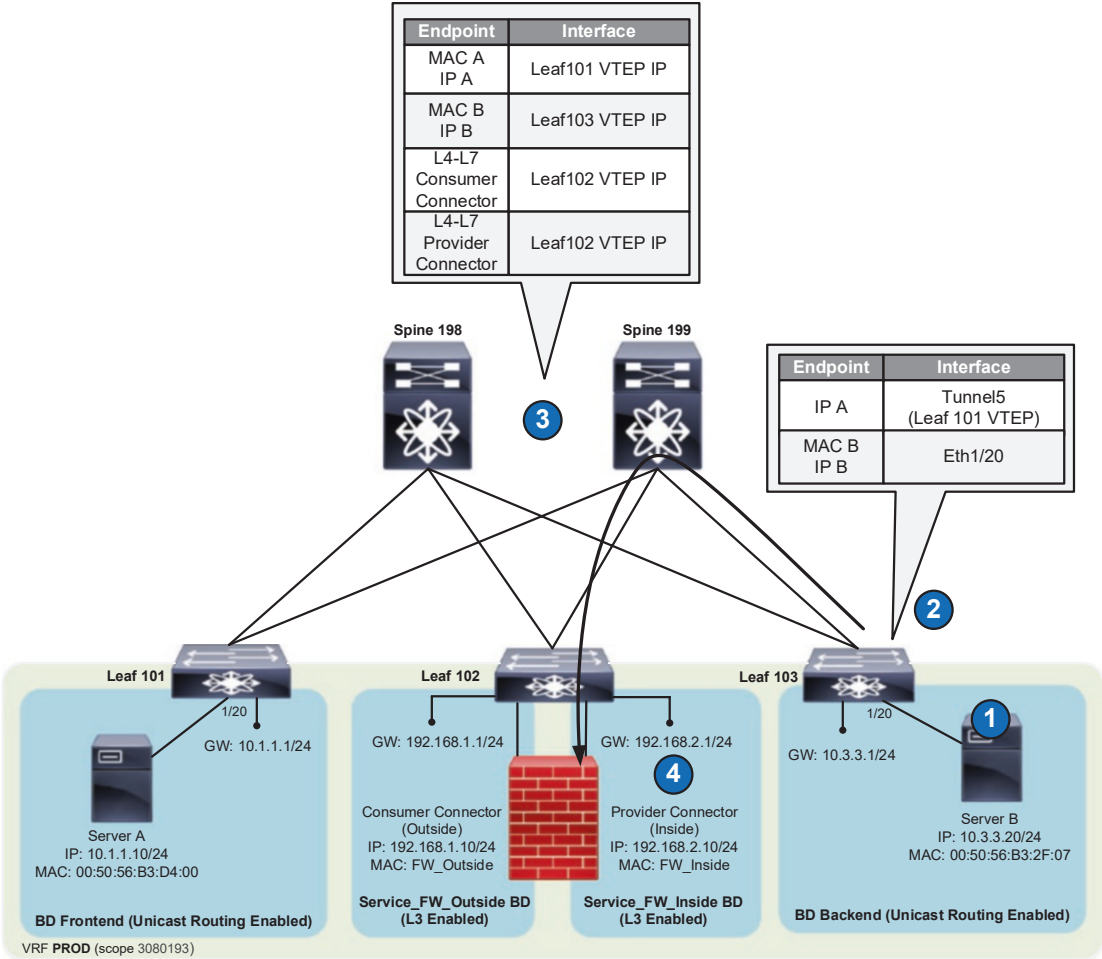 Endpoint Interface
MAC A
IP A
Leaf101 VTEP IP
MAC B
IP B
Leaf103 VTEP IP
L4-L7
Consumer
Connector
Leaf102 VTEP IP
L4-L7
Provider
Connector
Leaf102 VTEP IP
Spine 198
Spine 199
3
Endpoint Interface
IP A
Tunnel5
(Leaf 101 VTEP)
MAC B
IP B
Eth1/20
2
Leaf 101
1/20
GW: 10.1.1.1/24
Server A
IP: 10.1.1.10/24
MAC: 00:50:56:B3:D4:00
BD Frontend (Unicast Routing Enabled)
Leaf 102
GW: 192.168.1.1/24
Consumer Connector
(Outside)
IP: 192.168.1.10/24
MAC: FW_Outside
Service_FW_Outside BD
(L3 Enabled)
GW: 192.168.2.1/24
4
Provider Connector
(Inside)
IP: 192.168.2.10/24
MAC: FW_Inside
Service_FW_Inside BD
(L3 Enabled)
Leaf 103
1/20
1
GW: 10.3.3.1/24
Server B
IP: 10.3.3.20/24
MAC: 00:50:56:B3:2F:07
BD Backend (Unicast Routing Enabled)
VRF PROD (scope 3080193)